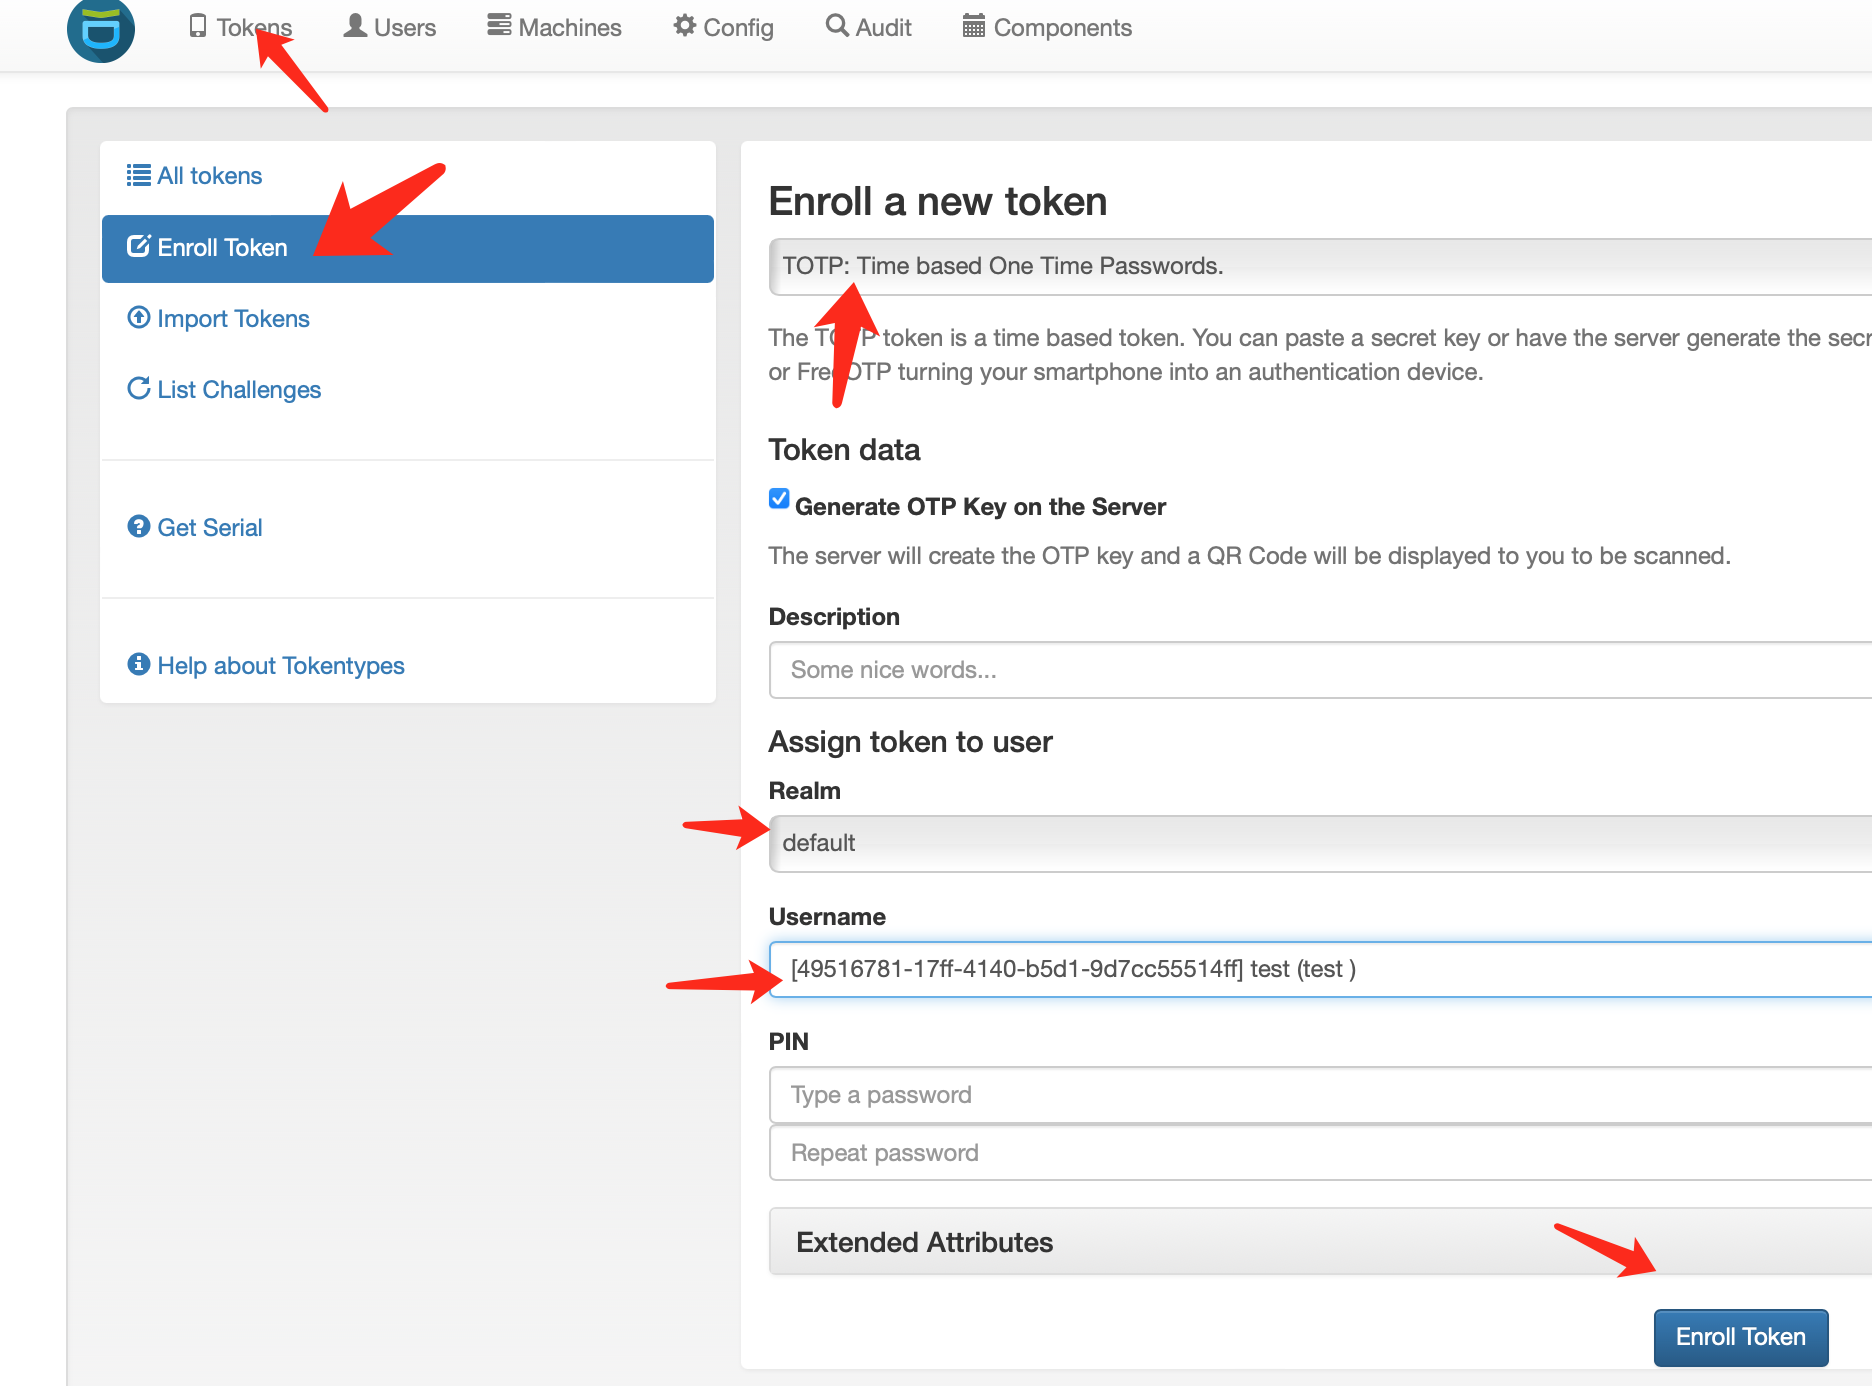 Tokens Users Machines Config Audit Components
All tokens
Enroll Token
Import Tokens
List Challenges
Get Serial
Help about Tokentypes
Enroll a new token
TOTP: Time based One Time Passwords.
The TOTP token is a time based token. You can paste a secret key or have the server generate the secr
or FreeOTP turning your smartphone into an authentication device.
Token data
Generate OTP Key on the Server
The server will create the OTP key and a QR Code will be displayed to you to be scanned.
Description
Some nice words...
Assign token to user
Realm
default
Username
[49516781-17ff-4140-b5d1-9d7cc55514ff] test (test )
PIN
Type a password
Repeat password
Extended Attributes
Enroll Token